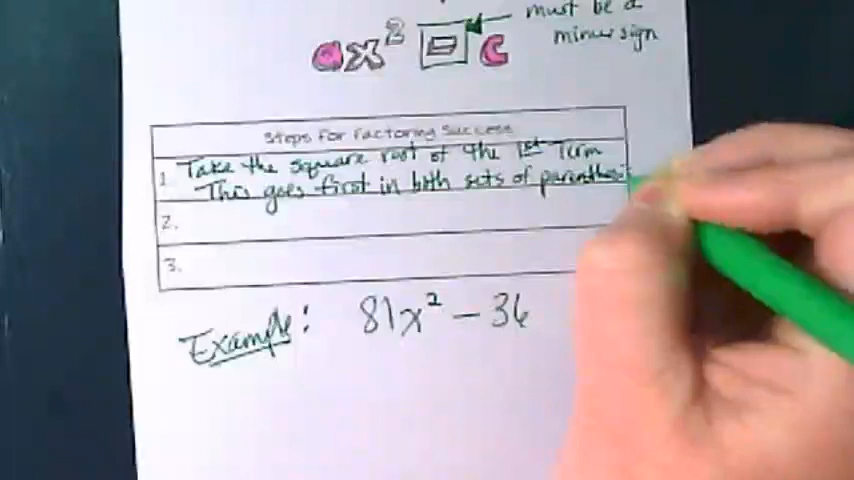 must be a
minus sign
ax² - c
Steps for Factoring Success
1. Take the square root of the 1st Term
This goes first in both sets of parenthesis
2.
3.
Example: 81x² - 36